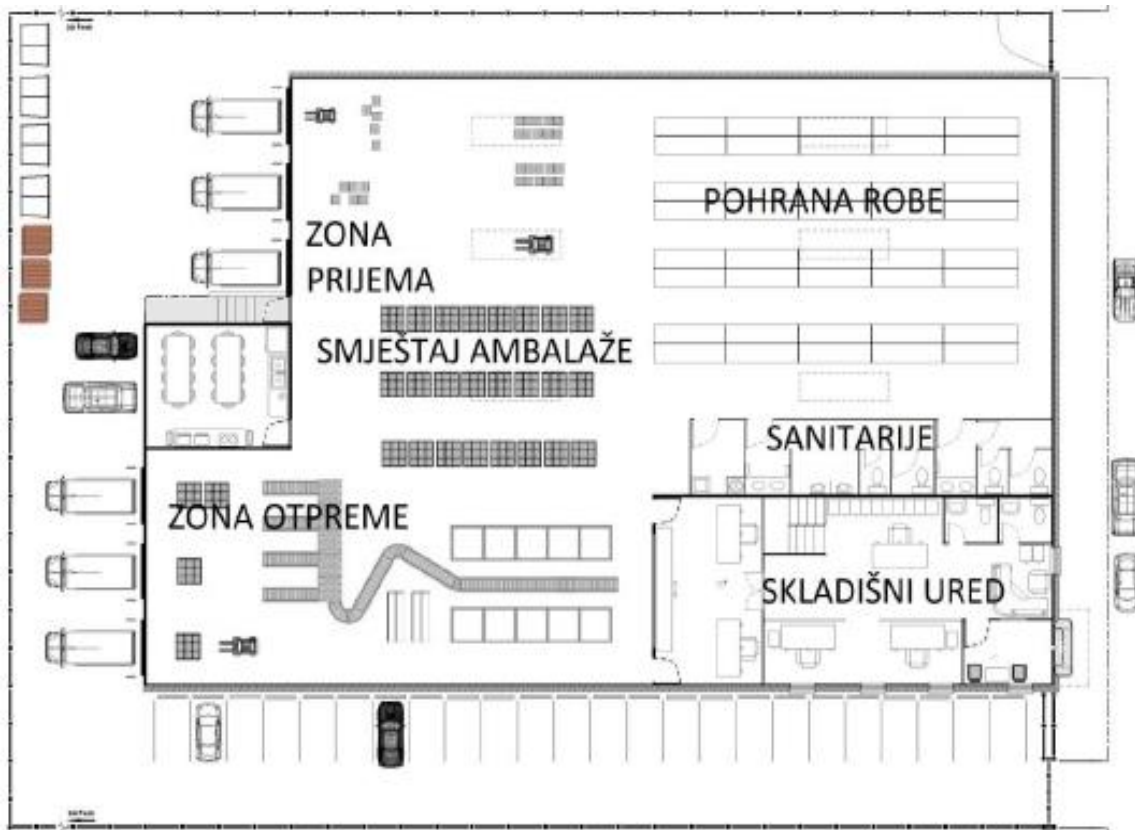 POHRANA ROBE
ZONA
PRIJEMA
SMJEŠTAJ AMBALAŽE
SANITARIJE
ZONA OTPREME
SKLADIŠNI URED